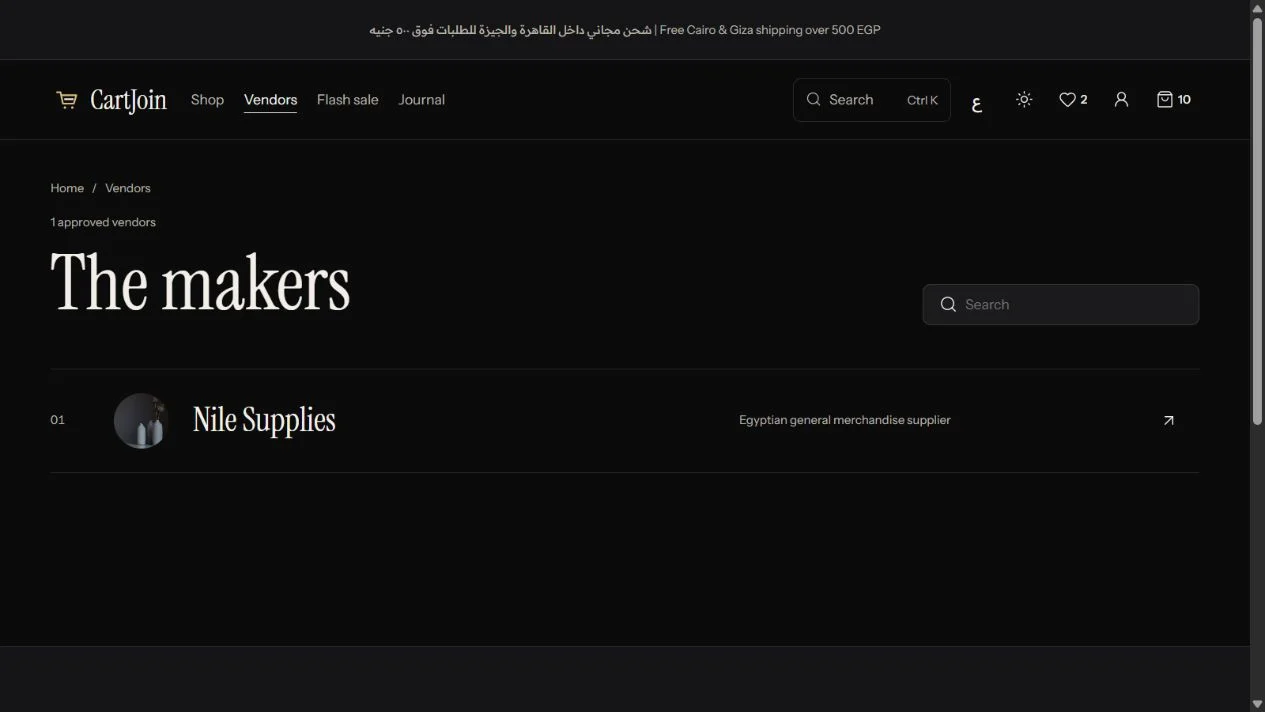 شحن مجاني داخل القاهرة والجيزة للطلبات فوق ٥٠٠ جنيه | Free Cairo & Giza shipping over 500 EGP
CartJoin Shop Vendors Flash sale Journal Search Ctrl K ع 2 10
Home / Vendors
1 approved vendors
The makers
Search
01 Nile Supplies Egyptian general merchandise supplier